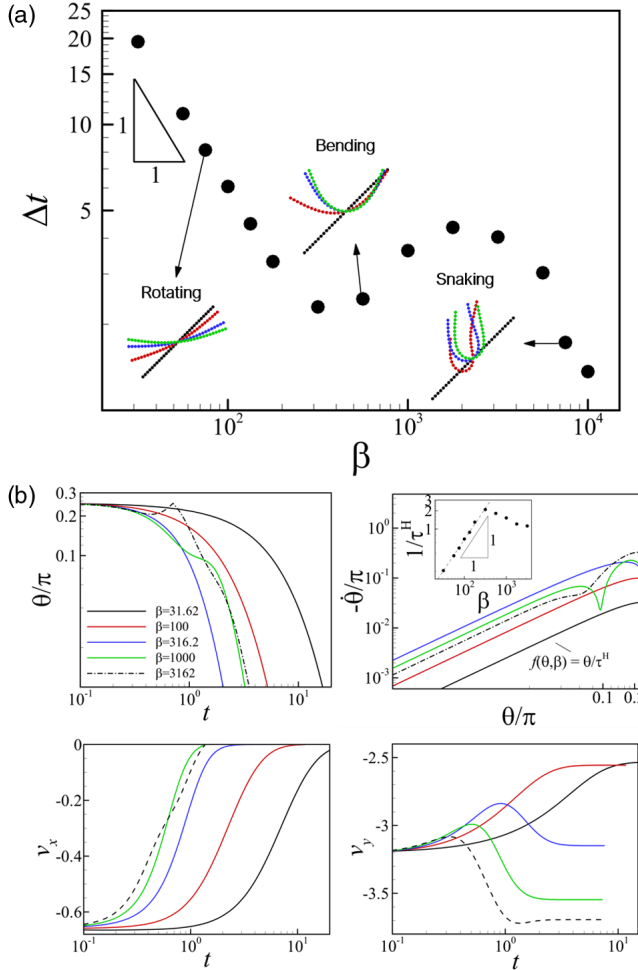 (a)
25
20
15
10
5
Δt
1
1
Bending
Rotating
Snaking
10²
10³
10⁴
β
(b)
0.3
0.2
0.1
θ/π
β=31.62
β=100
β=316.2
β=1000
β=3162
10⁻¹
10⁰
10¹
t
10⁰
10⁻¹
10⁻²
10⁻³
-θ̇/π
3
2
1
1/τᴴ
1
1
10²
10³
β
f(θ,β) = θ/τᴴ
0.1
θ/π
0
-0.2
-0.4
-0.6
vₓ
10⁻¹
10⁰
10¹
t
-2.5
-3
-3.5
v_y
10⁻¹
10⁰
10¹
t